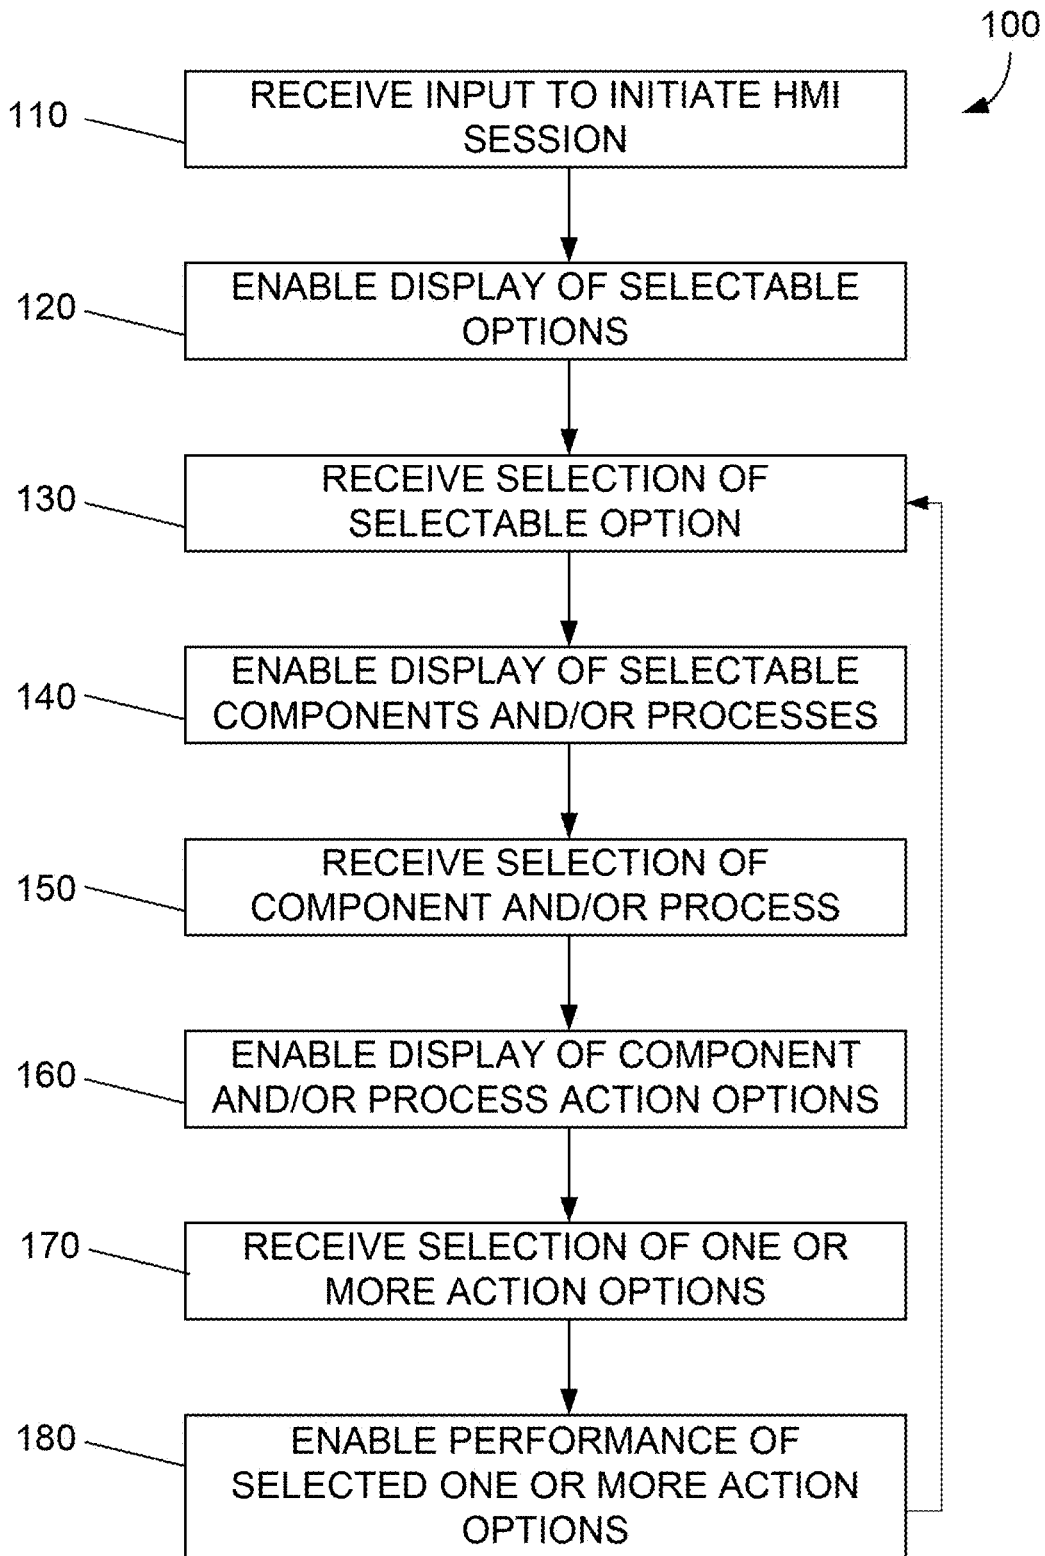 100
110
RECEIVE INPUT TO INITIATE HMI
SESSION
120
ENABLE DISPLAY OF SELECTABLE
OPTIONS
130
RECEIVE SELECTION OF
SELECTABLE OPTION
140
ENABLE DISPLAY OF SELECTABLE
COMPONENTS AND/OR PROCESSES
150
RECEIVE SELECTION OF
COMPONENT AND/OR PROCESS
160
ENABLE DISPLAY OF COMPONENT
AND/OR PROCESS ACTION OPTIONS
170
RECEIVE SELECTION OF ONE OR
MORE ACTION OPTIONS
180
ENABLE PERFORMANCE OF
SELECTED ONE OR MORE ACTION
OPTIONS